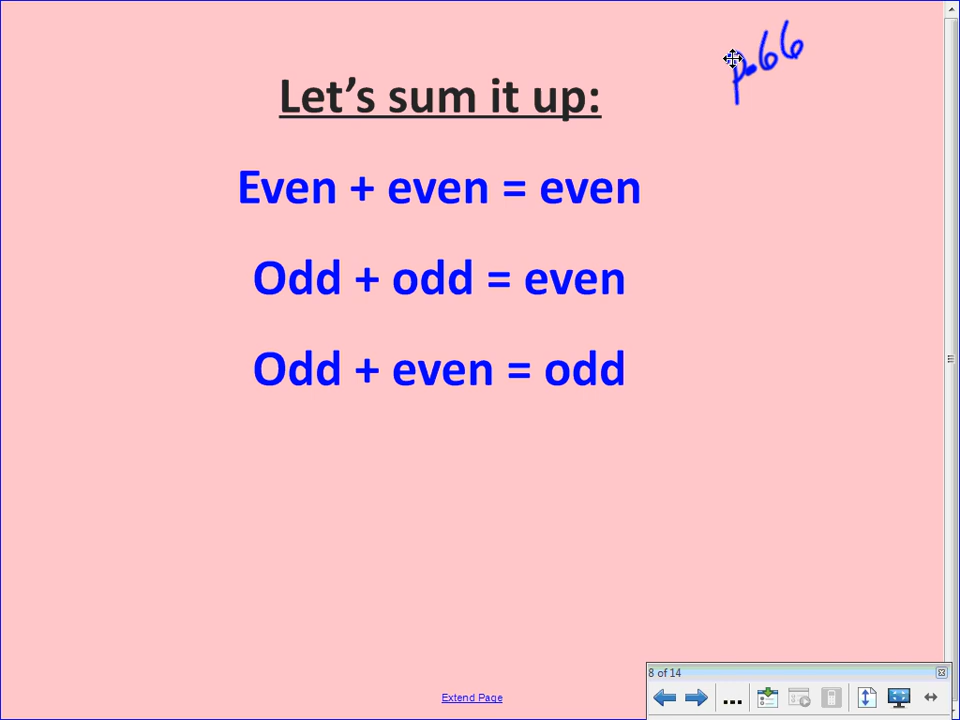 p.66
Let's sum it up:
Even + even = even
Odd + odd = even
Odd + even = odd
Extend Page
8 of 14
...